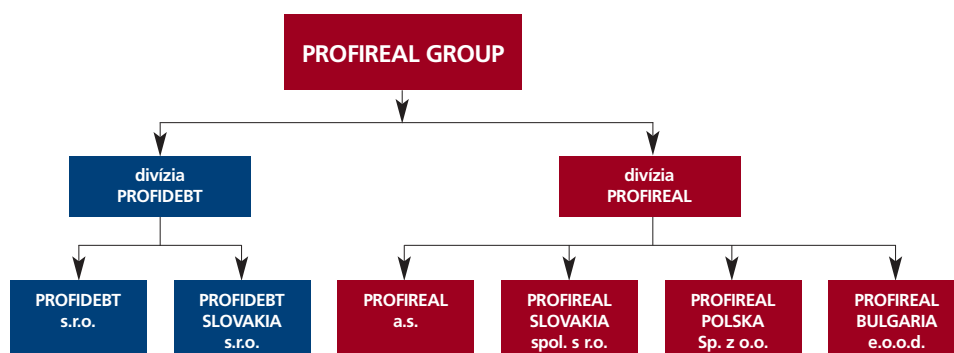 PROFIREAL GROUP
divízia
PROFIDEBT
divízia
PROFIREAL
PROFIDEBT
s.r.o.
PROFIDEBT
SLOVAKIA
s.r.o.
PROFIREAL
a.s.
PROFIREAL
SLOVAKIA
spol. s r.o.
PROFIREAL
POLSKA
Sp. z o.o.
PROFIREAL
BULGARIA
e.o.o.d.